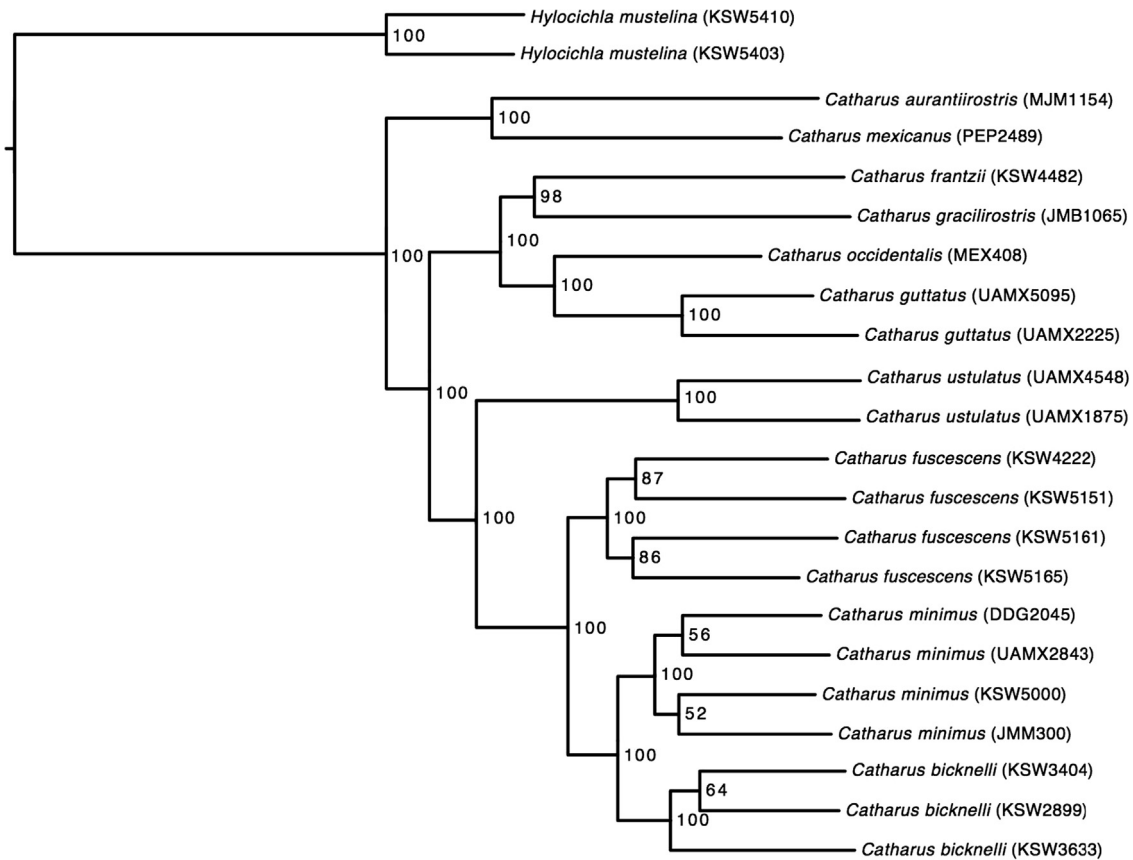 Hylocichla mustelina (KSW5410)
100
Hylocichla mustelina (KSW5403)
Catharus aurantiirostris (MJM1154)
100
Catharus mexicanus (PEP2489)
Catharus frantzii (KSW4482)
98
Catharus gracilirostris (JMB1065)
100
100
Catharus occidentalis (MEX408)
100
Catharus guttatus (UAMX5095)
100
Catharus guttatus (UAMX2225)
Catharus ustulatus (UAMX4548)
100
100
Catharus ustulatus (UAMX1875)
Catharus fuscescens (KSW4222)
87
Catharus fuscescens (KSW5151)
100
100
Catharus fuscescens (KSW5161)
86
Catharus fuscescens (KSW5165)
Catharus minimus (DDG2045)
100
56
Catharus minimus (UAMX2843)
100
Catharus minimus (KSW5000)
52
Catharus minimus (JMM300)
100
Catharus bicknelli (KSW3404)
64
Catharus bicknelli (KSW2899)
100
Catharus bicknelli (KSW3633)